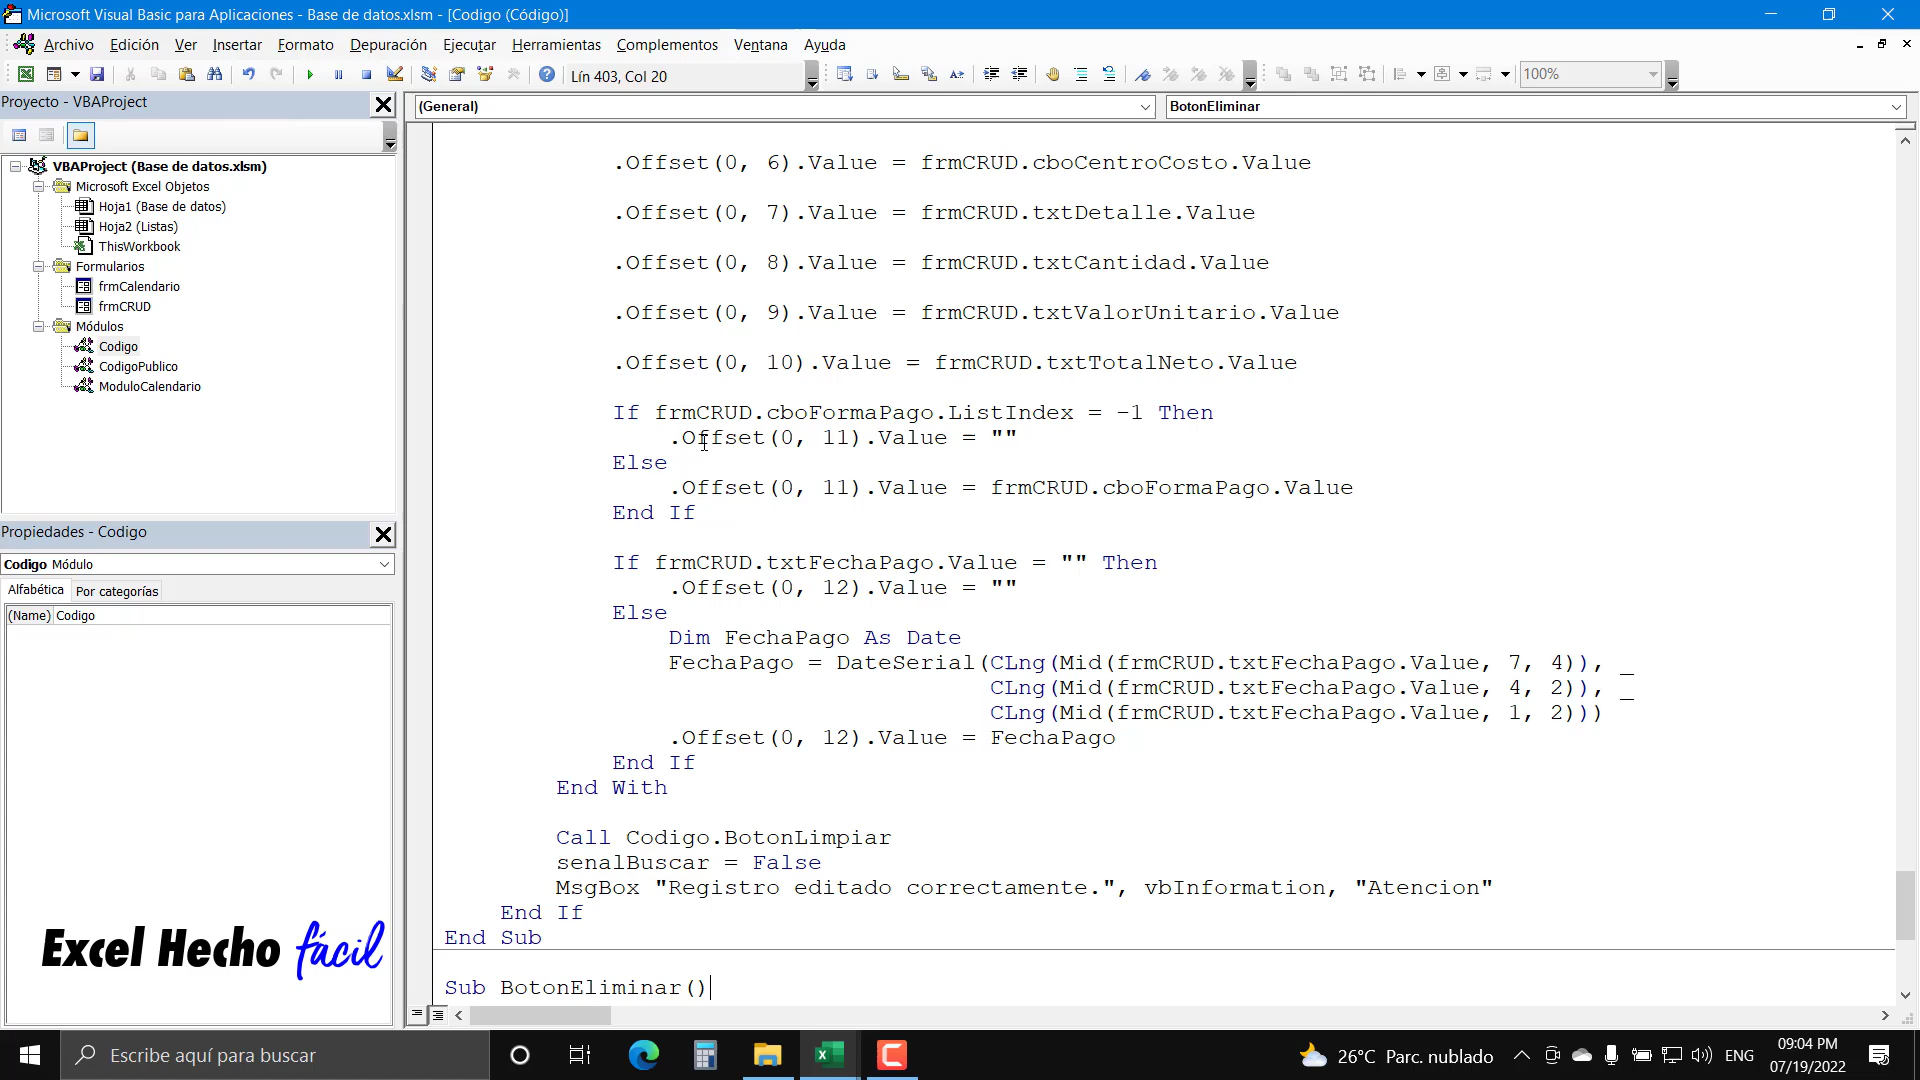 Microsoft Visual Basic para Aplicaciones - Base de datos.xlsm - [Codigo (Código)]
Archivo Edición Ver Insertar Formato Depuración Ejecutar Herramientas Complementos Ventana Ayuda
Lín 403, Col 20
100%
Proyecto - VBAProject
(General)
BotonEliminar
VBAProject (Base de datos.xlsm)
Microsoft Excel Objetos
Hoja1 (Base de datos)
Hoja2 (Listas)
ThisWorkbook
Formularios
frmCalendario
frmCRUD
Módulos
Codigo
CodigoPublico
ModuloCalendario
Propiedades - Codigo
Codigo Módulo
Alfabética Por categorías
(Name) Codigo
.Offset(0, 6).Value = frmCRUD.cboCentroCosto.Value
.Offset(0, 7).Value = frmCRUD.txtDetalle.Value
.Offset(0, 8).Value = frmCRUD.txtCantidad.Value
.Offset(0, 9).Value = frmCRUD.txtValorUnitario.Value
.Offset(0, 10).Value = frmCRUD.txtTotalNeto.Value
If frmCRUD.cboFormaPago.ListIndex = -1 Then
.Offset(0, 11).Value = ""
Else
.Offset(0, 11).Value = frmCRUD.cboFormaPago.Value
End If
If frmCRUD.txtFechaPago.Value = "" Then
.Offset(0, 12).Value = ""
Else
Dim FechaPago As Date
FechaPago = DateSerial(CLng(Mid(frmCRUD.txtFechaPago.Value, 7, 4)), _
CLng(Mid(frmCRUD.txtFechaPago.Value, 4, 2)), _
CLng(Mid(frmCRUD.txtFechaPago.Value, 1, 2)))
.Offset(0, 12).Value = FechaPago
End If
End With
Call Codigo.BotonLimpiar
senalBuscar = False
MsgBox "Registro editado correctamente.", vbInformation, "Atencion"
End If
End Sub
Sub BotonEliminar()
Excel Hecho fácil
Escribe aquí para buscar
26°C Parc. nublado
ENG
09:04 PM
07/19/2022